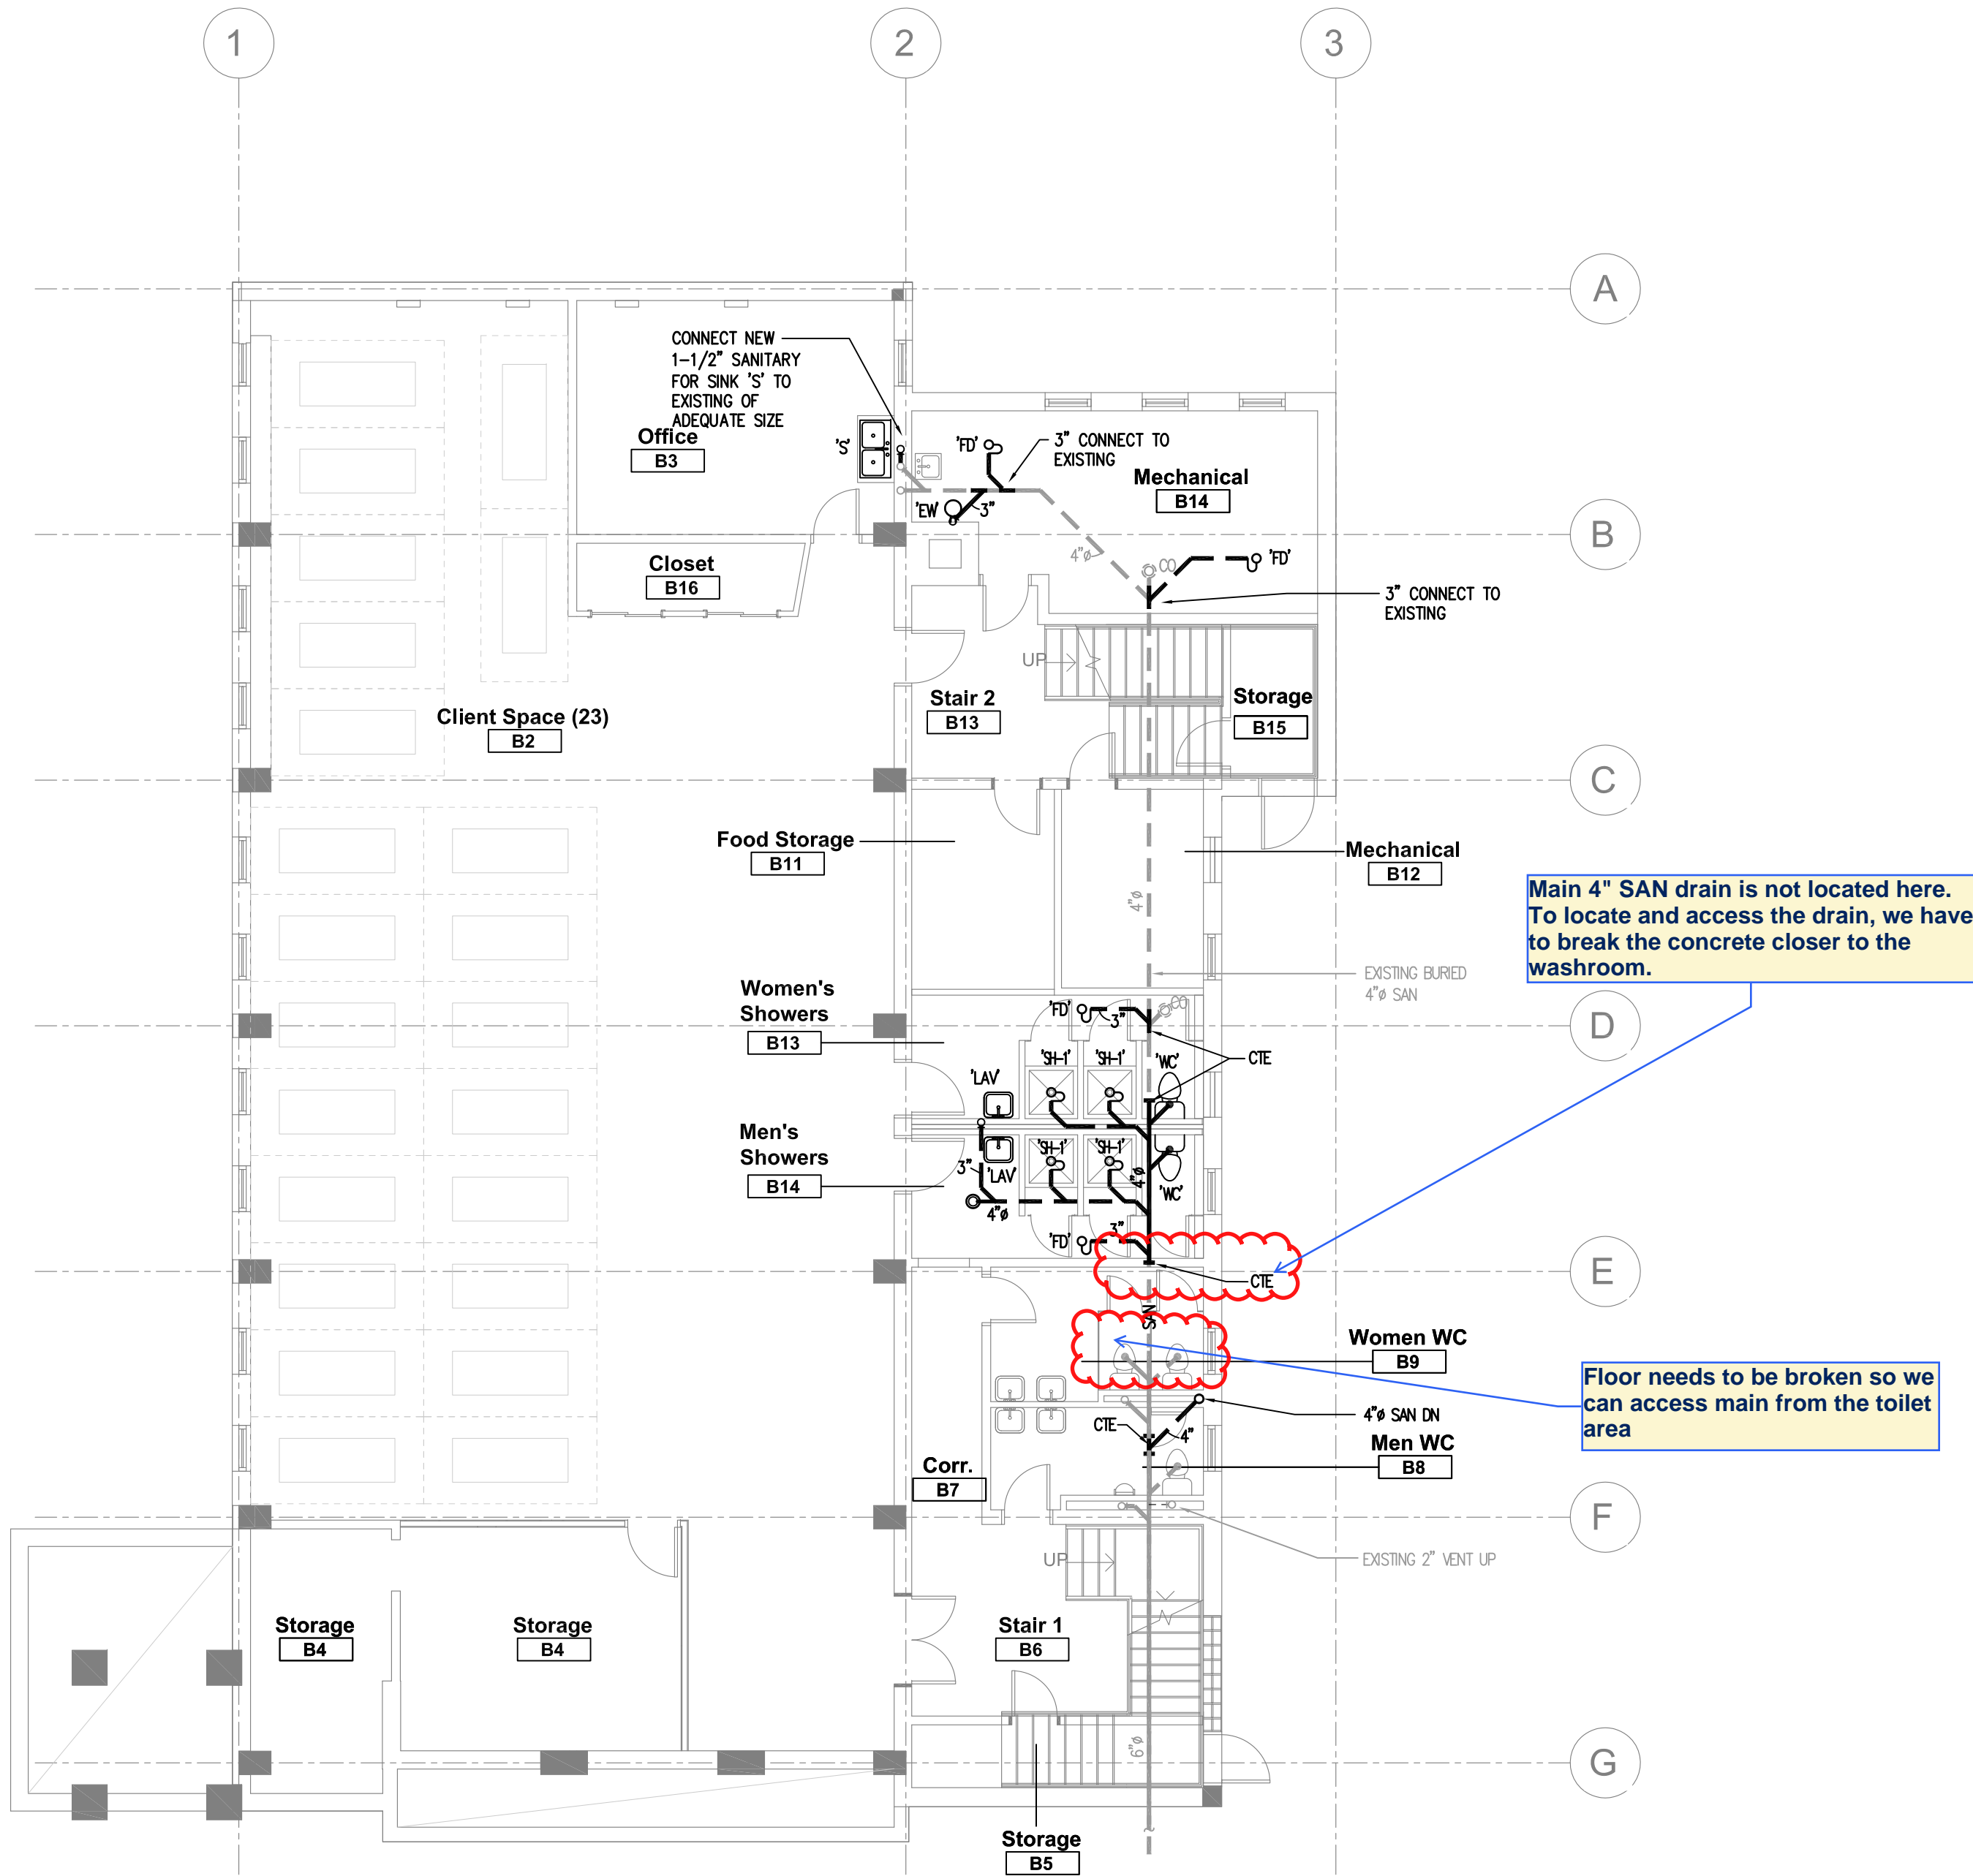 1
2
3
A
CONNECT NEW
1-1/2" SANITARY
FOR SINK 'S' TO
EXISTING OF
ADEQUATE SIZE
Office
B3
'S'
'FD'
3" CONNECT TO
EXISTING
Mechanical
B14
'EW'
3"
B
4"ø
'FD'
Closet
B16
3" CONNECT TO
EXISTING
UP
Stair 2
B13
Storage
B15
Client Space (23)
B2
C
Food Storage
B11
Mechanical
B12
4"ø
Main 4" SAN drain is not located here.
To locate and access the drain, we have
to break the concrete closer to the
washroom.
EXISTING BURIED
4"ø SAN
Women's
Showers
B13
'FD'
3"
D
CTE
'SH-1'
'SH-1'
'WC'
'LAV'
Men's
Showers
B14
'SH-1'
'SH-1'
3"
'LAV'
4"ø
'WC'
4"ø
3"
'FD'
E
CTE
SAN
Women WC
B9
Floor needs to be broken so we
can access main from the toilet
area
4"ø SAN DN
CTE
4"
Men WC
B8
Corr.
B7
F
UP
EXISTING 2" VENT UP
Storage
B4
Storage
B4
Stair 1
B6
6"ø
G
Storage
B5